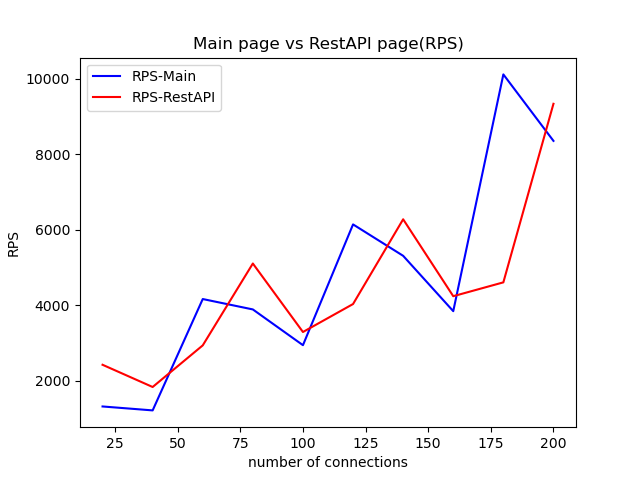 Main page vs RestAPI page(RPS)
RPS-Main
RPS-RestAPI
10000
8000
6000
4000
2000
RPS
25 50 75 100 125 150 175 200
number of connections